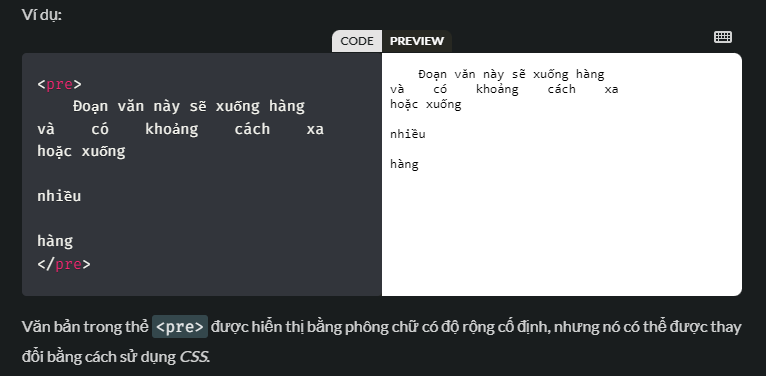 Ví dụ:
CODE PREVIEW
<pre>
    Đoạn văn này sẽ xuống hàng
và    có    khoảng    cách    xa
hoặc xuống
nhiều
hàng
</pre>
    Đoạn văn này sẽ xuống hàng
và    có    khoảng    cách    xa
hoặc xuống
nhiều
hàng
Văn bản trong thẻ <pre> được hiển thị bằng phông chữ có độ rộng cố định, nhưng nó có thể được thay
đổi bằng cách sử dụng CSS.